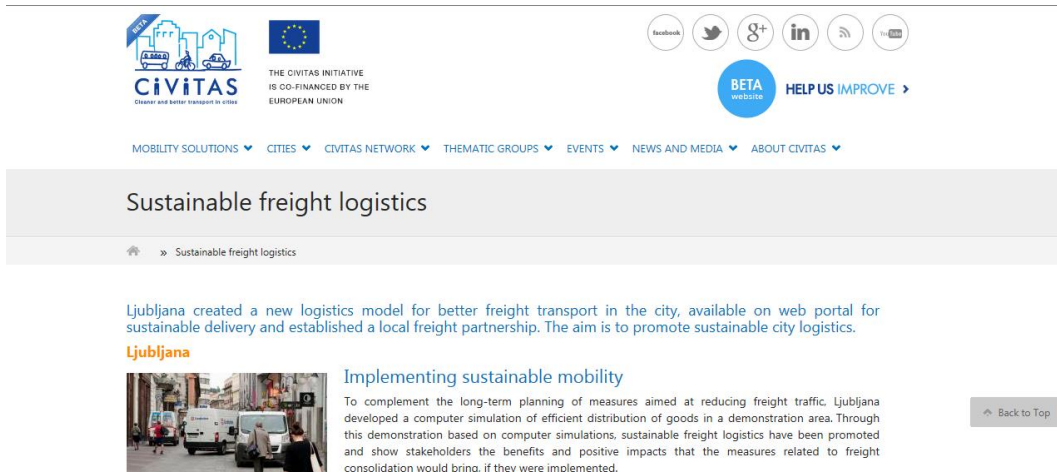 BETA
CiViTAS
Cleaner and better transport in cities
THE CIVITAS INITIATIVE
IS CO-FINANCED BY THE
EUROPEAN UNION
facebook
g+
in
You Tube
BETA
website
HELP US IMPROVE
MOBILITY SOLUTIONS CITIES CIVITAS NETWORK THEMATIC GROUPS EVENTS NEWS AND MEDIA ABOUT CIVITAS
Sustainable freight logistics
» Sustainable freight logistics
Ljubljana created a new logistics model for better freight transport in the city, available on web portal for
sustainable delivery and established a local freight partnership. The aim is to promote sustainable city logistics.
Ljubljana
Implementing sustainable mobility
To complement the long-term planning of measures aimed at reducing freight traffic, Ljubljana
developed a computer simulation of efficient distribution of goods in a demonstration area. Through
this demonstration based on computer simulations, sustainable freight logistics have been promoted
and show stakeholders the benefits and positive impacts that the measures related to freight
consolidation would bring, if they were implemented.
Back to Top